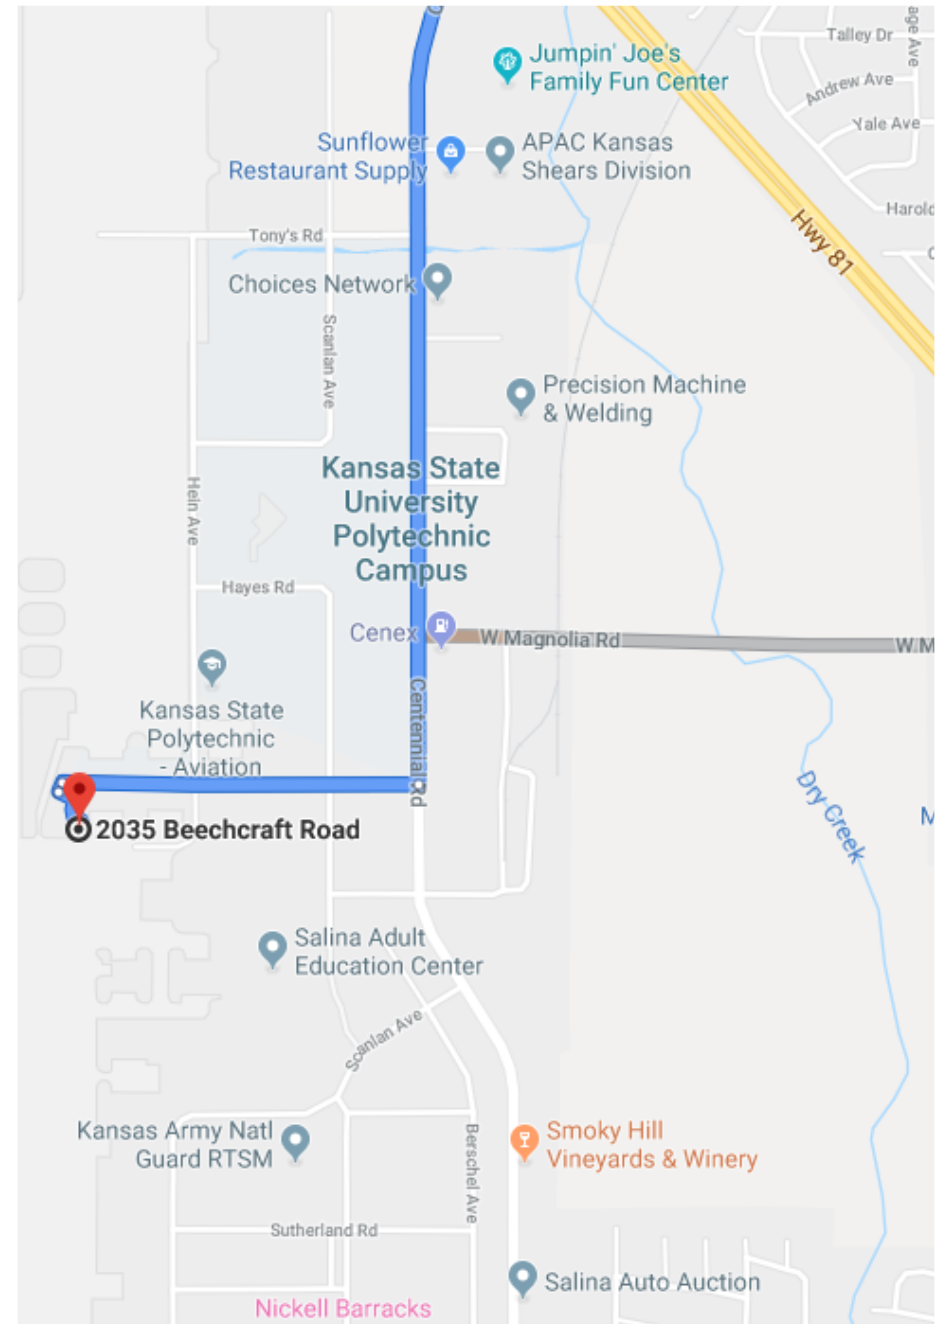 Talley Dr
age Ave
Jumpin' Joe's
Family Fun Center
Andrew Ave
Yale Ave
Sunflower
Restaurant Supply
APAC Kansas
Shears Division
Harold
Hwy 81
Tony's Rd
Choices Network
Scanlan Ave
Precision Machine
& Welding
Kansas State
University
Polytechnic
Campus
Hein Ave
Hayes Rd
Cenex
W Magnolia Rd
W M
Kansas State
Polytechnic
- Aviation
Centennial Rd
2035 Beechcraft Road
Dry Creek
M
Salina Adult
Education Center
Scanlan Ave
Kansas Army Natl
Guard RTSM
Berschel Ave
Smoky Hill
Vineyards & Winery
Sutherland Rd
Salina Auto Auction
Nickell Barracks